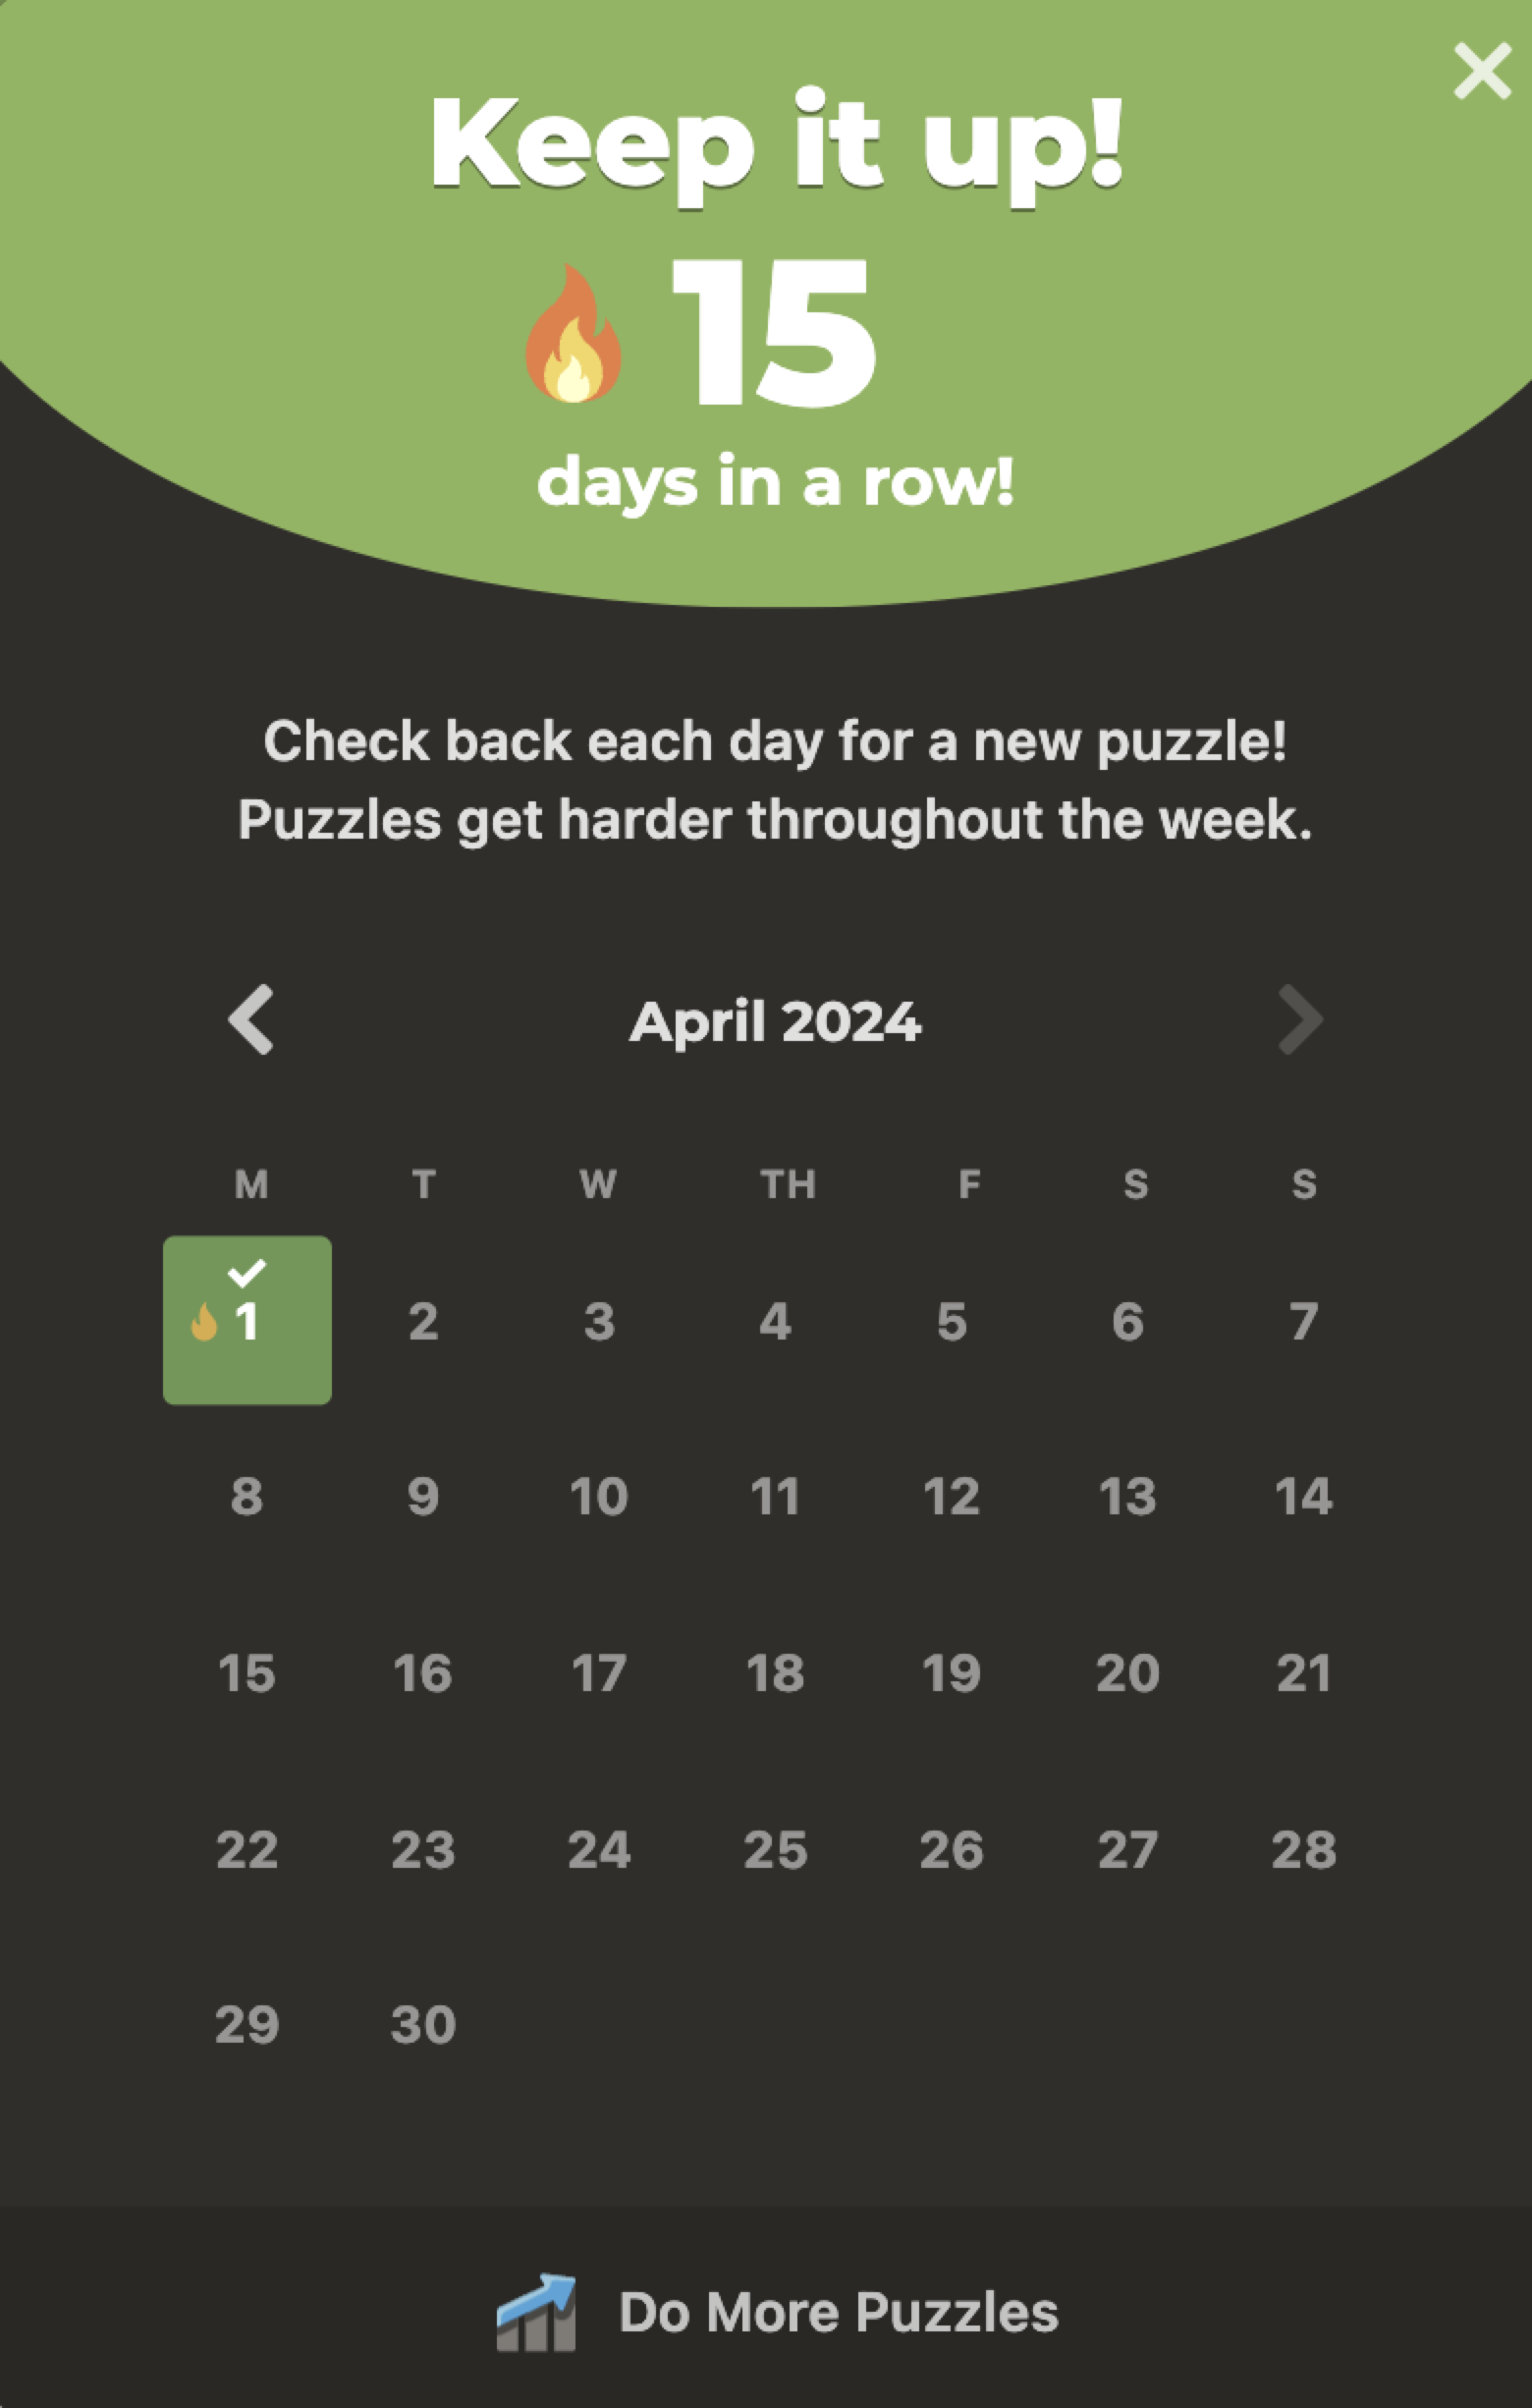 Keep it up!
15
days in a row!
Check back each day for a new puzzle!
Puzzles get harder throughout the week.
April 2024
M T W TH F S S
1 2 3 4 5 6 7
8 9 10 11 12 13 14
15 16 17 18 19 20 21
22 23 24 25 26 27 28
29 30
Do More Puzzles